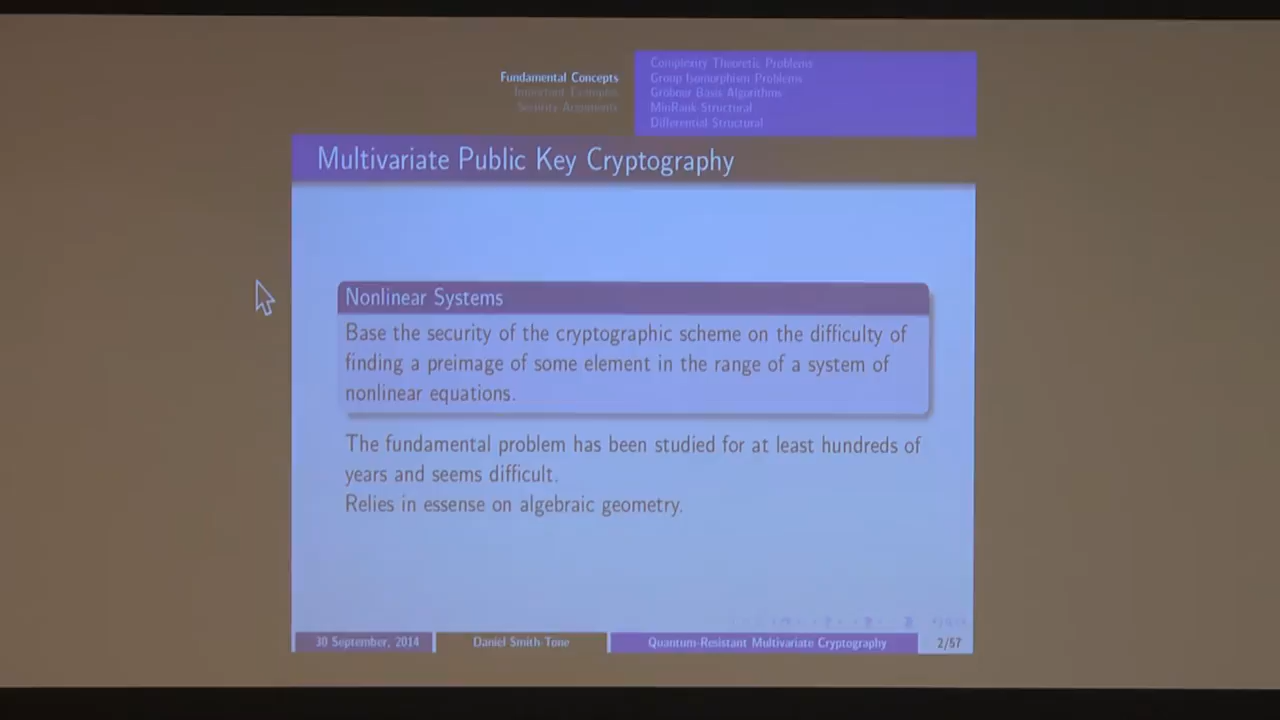 Fundamental Concepts
Important Examples
Security Arguments
Complexity Theoretic Problems
Group Isomorphism Problems
Gröbner Basis Algorithms
MinRank Structural
Differential Structural
Multivariate Public Key Cryptography
Nonlinear Systems
Base the security of the cryptographic scheme on the difficulty of
finding a preimage of some element in the range of a system of
nonlinear equations.
The fundamental problem has been studied for at least hundreds of
years and seems difficult.
Relies in essense on algebraic geometry.
30 September, 2014
Daniel Smith-Tone
Quantum-Resistant Multivariate Cryptography
2/57